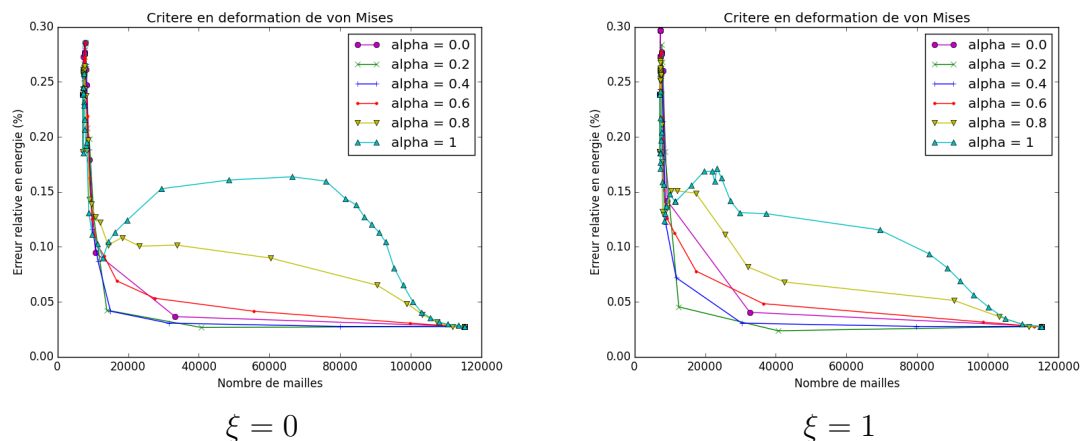 Critere en deformation de von Mises
0.30
0.25
0.20
0.15
0.10
0.05
0.00
Erreur relative en energie (%)
alpha = 0.0
alpha = 0.2
alpha = 0.4
alpha = 0.6
alpha = 0.8
alpha = 1
0 20000 40000 60000 80000 100000 120000
Nombre de mailles
ξ = 0
Critere en deformation de von Mises
0.30
0.25
0.20
0.15
0.10
0.05
0.00
Erreur relative en energie (%)
alpha = 0.0
alpha = 0.2
alpha = 0.4
alpha = 0.6
alpha = 0.8
alpha = 1
0 20000 40000 60000 80000 100000 120000
Nombre de mailles
ξ = 1